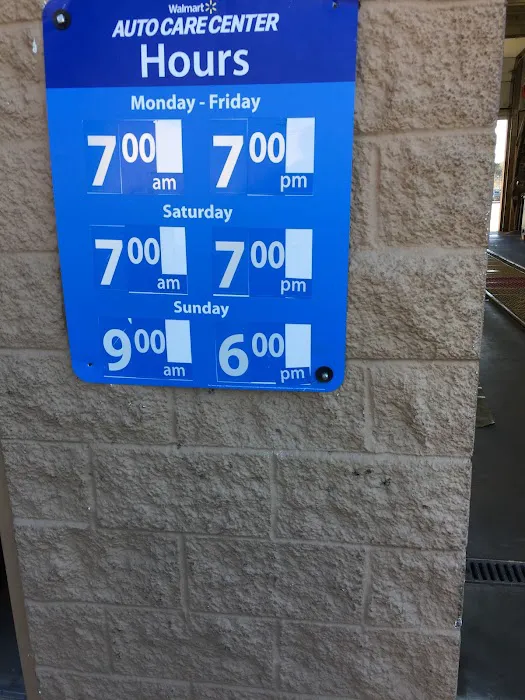 Walmart
AUTO CARE CENTER
Hours
Monday - Friday
7 00 am 7 00 pm
Saturday
7 00 am 7 00 pm
Sunday
9 00 am 6 00 pm